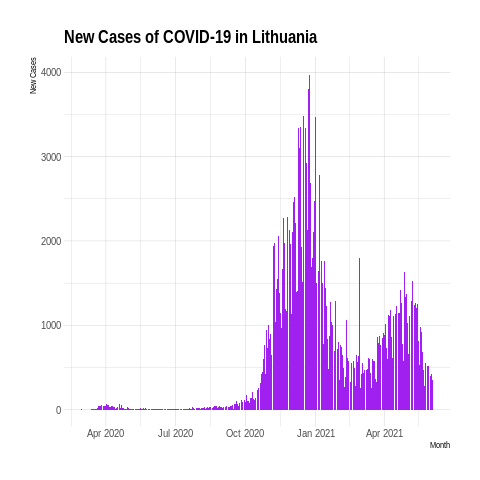 New Cases of COVID-19 in Lithuania
New Cases
4000
3000
2000
1000
0
Apr 2020 Jul 2020 Oct 2020 Jan 2021 Apr 2021
Month